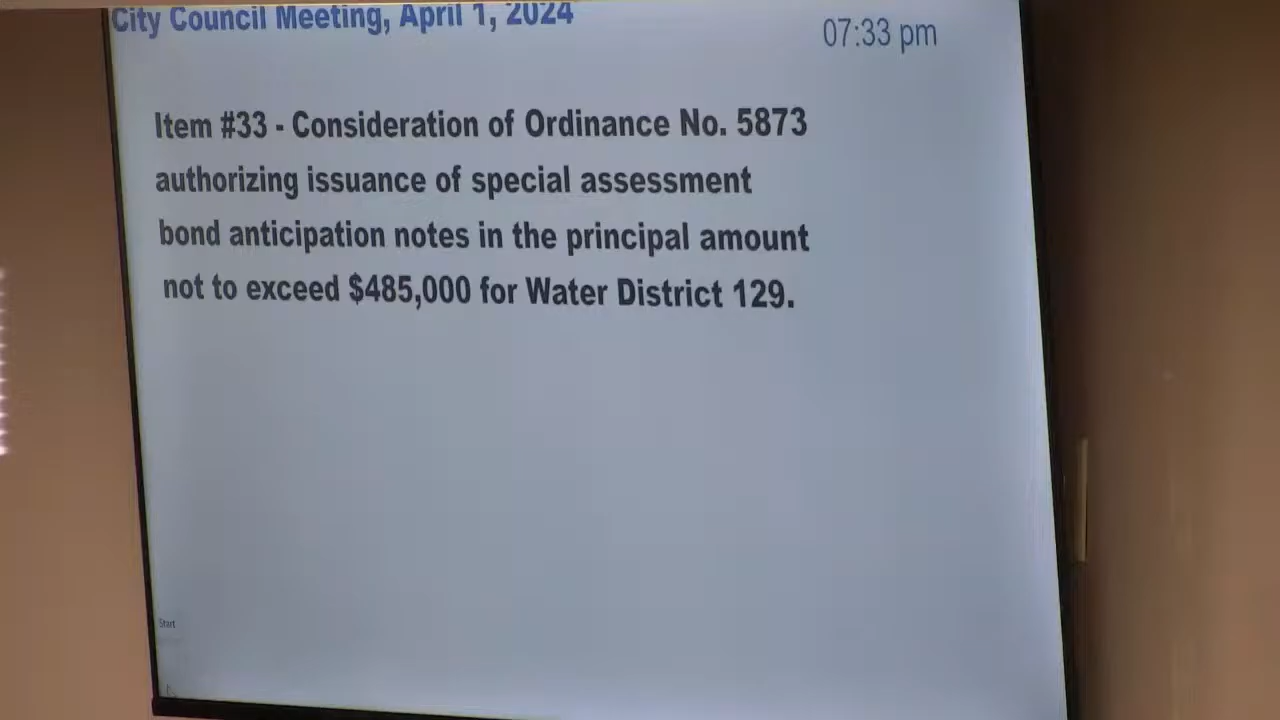 City Council Meeting, April 1, 2024
07:33 pm
Item #33 - Consideration of Ordinance No. 5873
authorizing issuance of special assessment
bond anticipation notes in the principal amount
not to exceed $485,000 for Water District 129.
Start